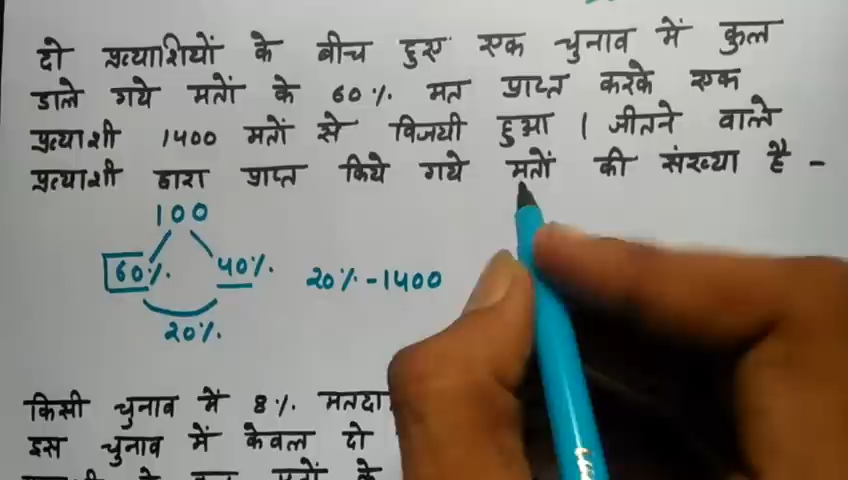 दो प्रत्याशियों के बीच हुए एक चुनाव में कुल
डाले गये मतों के 60% मत प्राप्त करके एक
प्रत्याशी 1400 मतों से विजयी हुआ । जीतने वाले
प्रत्याशी द्वारा प्राप्त किये गये मतों की संख्या है -
100
60% 40% 20% - 1400
20%
किसी चुनाव में 8% मतदा
इस चुनाव में केवल दो